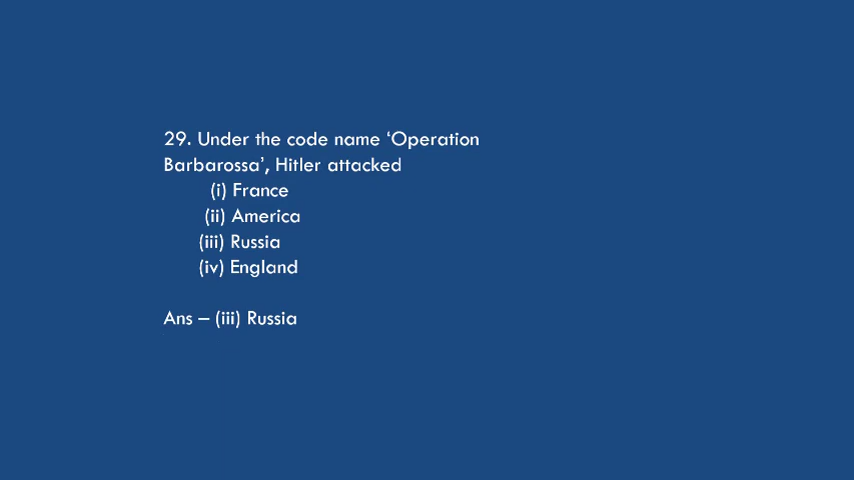 29. Under the code name ‘Operation
Barbarossa’, Hitler attacked
(i) France
(ii) America
(iii) Russia
(iv) England
Ans – (iii) Russia